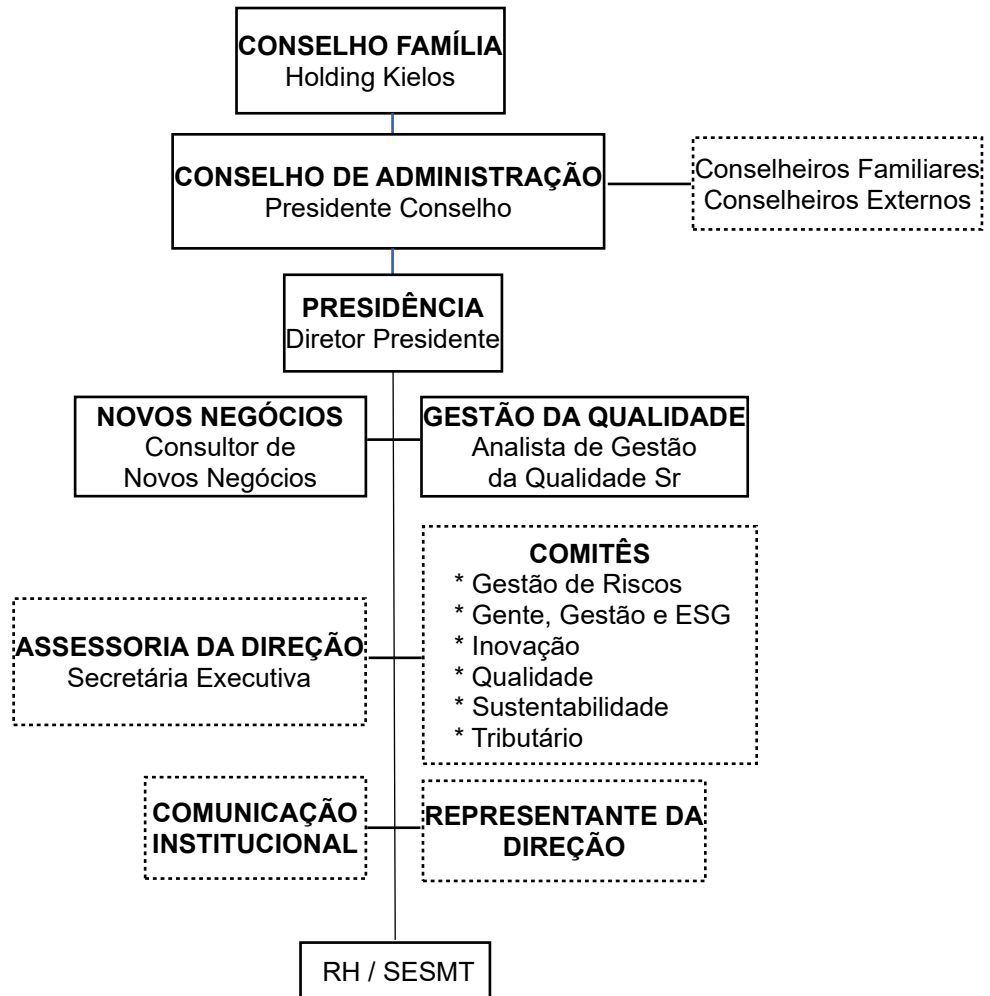 CONSELHO FAMÍLIA
Holding Kielos
CONSELHO DE ADMINISTRAÇÃO
Presidente Conselho
Conselheiros Familiares
Conselheiros Externos
PRESIDÊNCIA
Diretor Presidente
NOVOS NEGÓCIOS
Consultor de
Novos Negócios
GESTÃO DA QUALIDADE
Analista de Gestão
da Qualidade Sr
ASSESSORIA DA DIREÇÃO
Secretária Executiva
COMITÊS
* Gestão de Riscos
* Gente, Gestão e ESG
* Inovação
* Qualidade
* Sustentabilidade
* Tributário
COMUNICAÇÃO
INSTITUCIONAL
REPRESENTANTE DA
DIREÇÃO
RH / SESMT